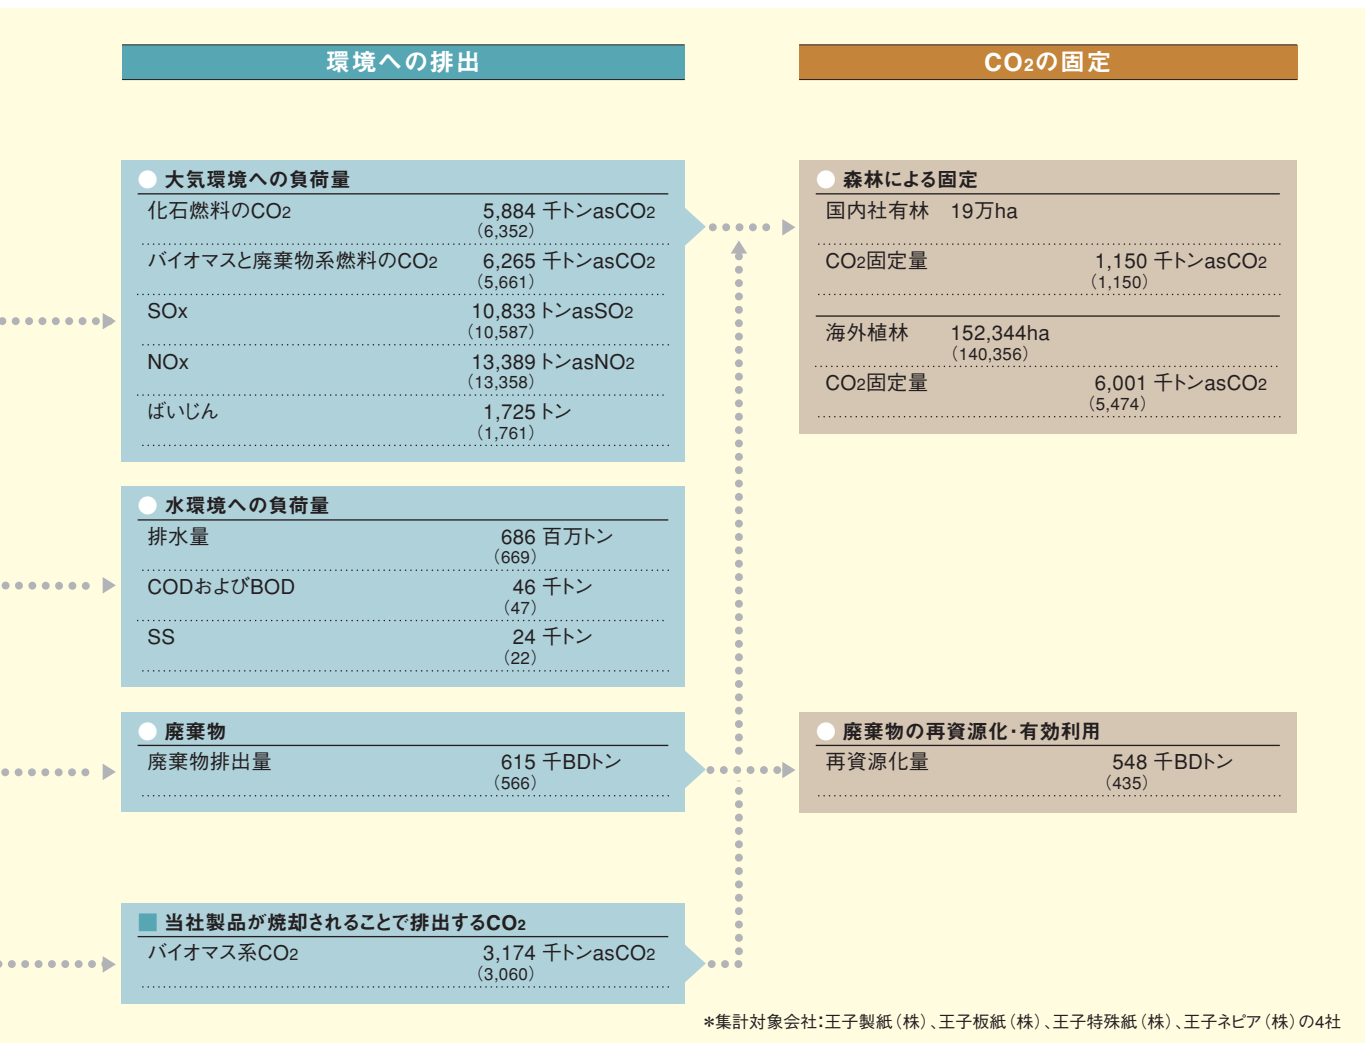 環境への排出
大気環境への負荷量
化石燃料のCO2 5,884 千トンasCO2
(6,352)
バイオマスと廃棄物系燃料のCO2 6,265 千トンasCO2
(5,661)
SOx 10,833 トンasSO2
(10,587)
NOx 13,389 トンasNO2
(13,358)
ばいじん 1,725 トン
(1,761)
水環境への負荷量
排水量 686 百万トン
(669)
CODおよびBOD 46 千トン
(47)
SS 24 千トン
(22)
廃棄物
廃棄物排出量 615 千BDトン
(566)
当社製品が焼却されることで排出するCO2
バイオマス系CO2 3,174 千トンasCO2
(3,060)
CO2の固定
森林による固定
国内社有林 19万ha
CO2固定量 1,150 千トンasCO2
(1,150)
海外植林 152,344ha
(140,356)
CO2固定量 6,001 千トンasCO2
(5,474)
廃棄物の再資源化・有効利用
再資源化量 548 千BDトン
(435)
*集計対象会社:王子製紙(株)、王子板紙(株)、王子特殊紙(株)、王子ネピア(株)の4社